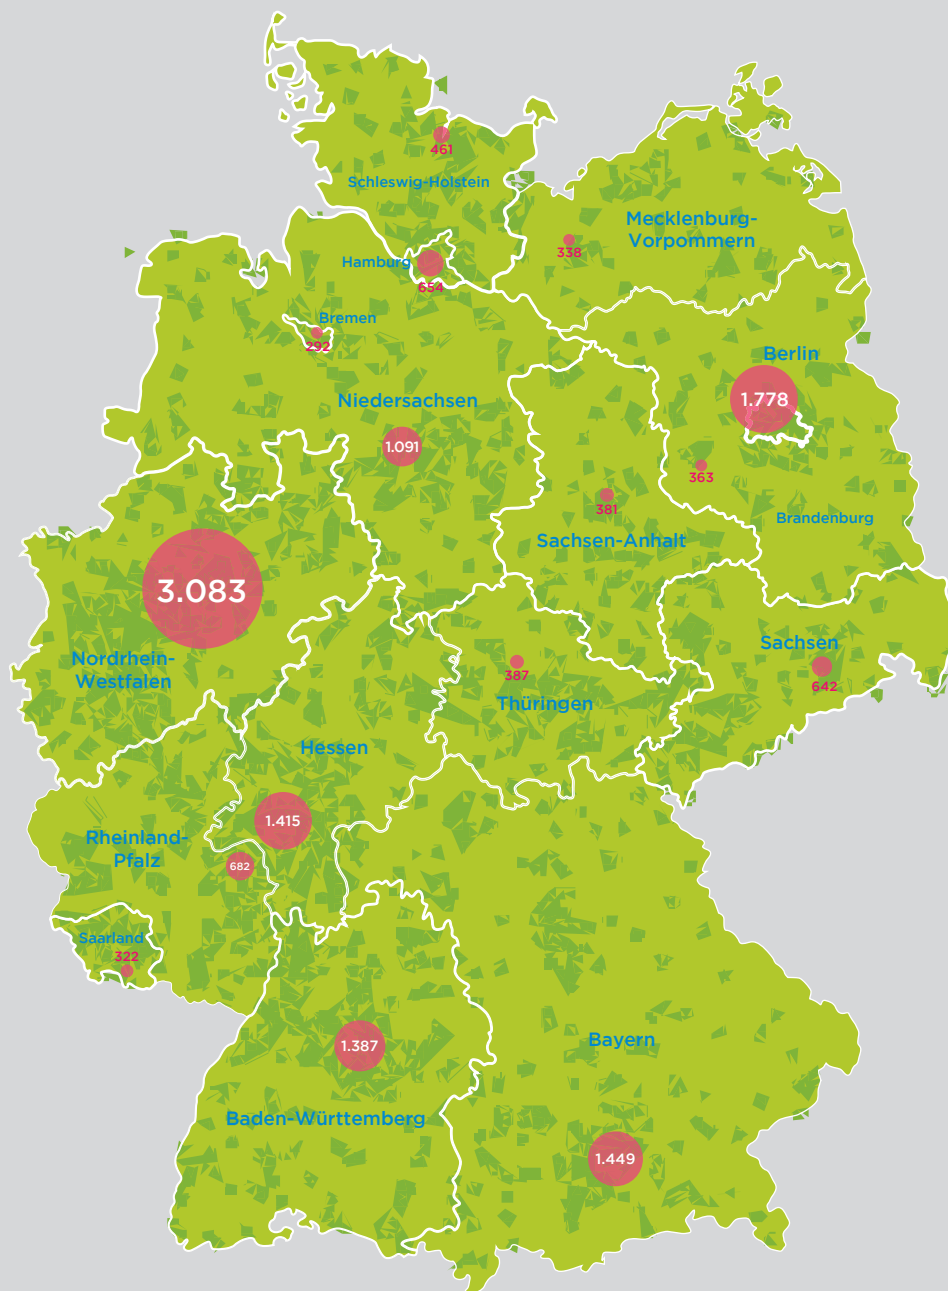 461
Schleswig-Holstein
Mecklenburg-
Vorpommern
338
Hamburg
654
Bremen
292
Berlin
1.778
Niedersachsen
1.091
363
381
Brandenburg
Sachsen-Anhalt
3.083
Nordrhein-
Westfalen
Sachsen
642
387
Thüringen
Hessen
1.415
Rheinland-
Pfalz
682
Saarland
322
Bayern
1.387
Baden-Württemberg
1.449